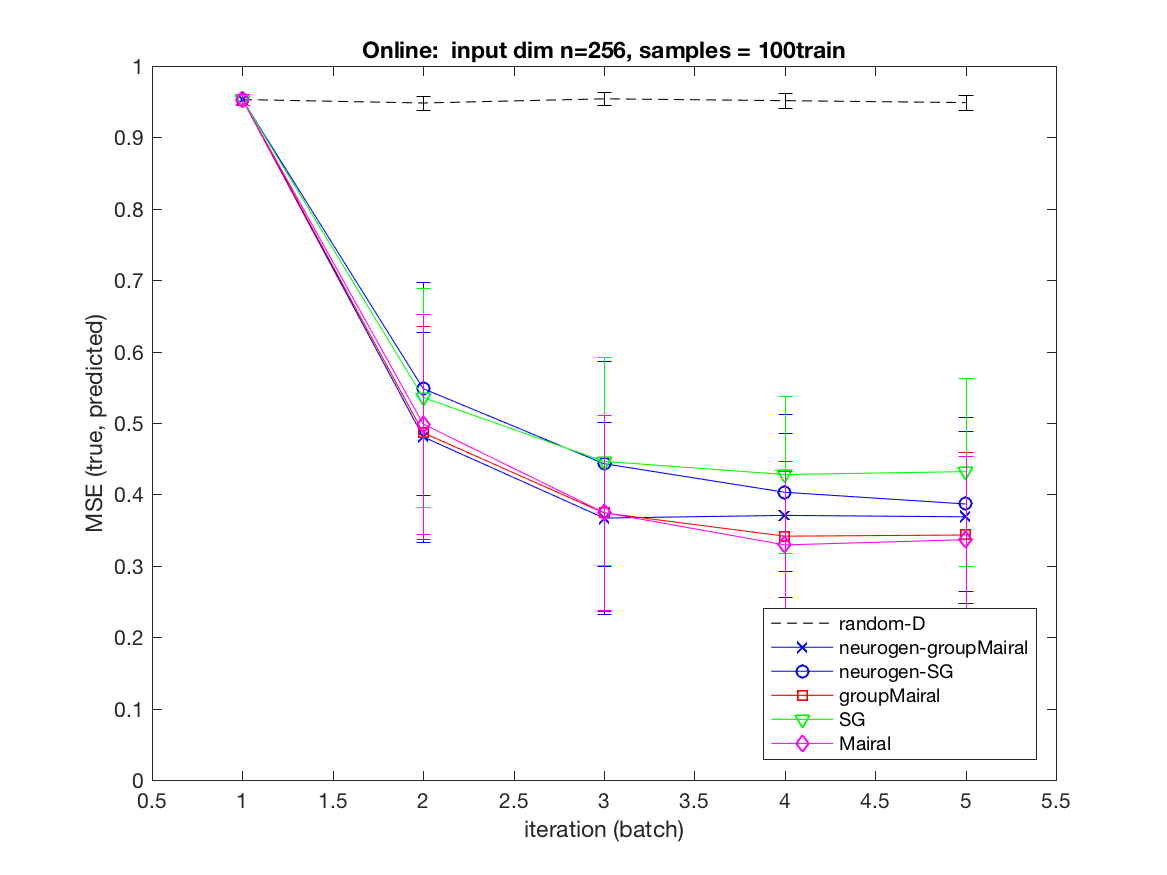 Online:  input dim n=256, samples = 100train
MSE (true, predicted)
1
0.9
0.8
0.7
0.6
0.5
0.4
0.3
0.2
0.1
0
random-D
neurogen-groupMairal
neurogen-SG
groupMairal
SG
Mairal
0.5 1 1.5 2 2.5 3 3.5 4 4.5 5 5.5
iteration (batch)